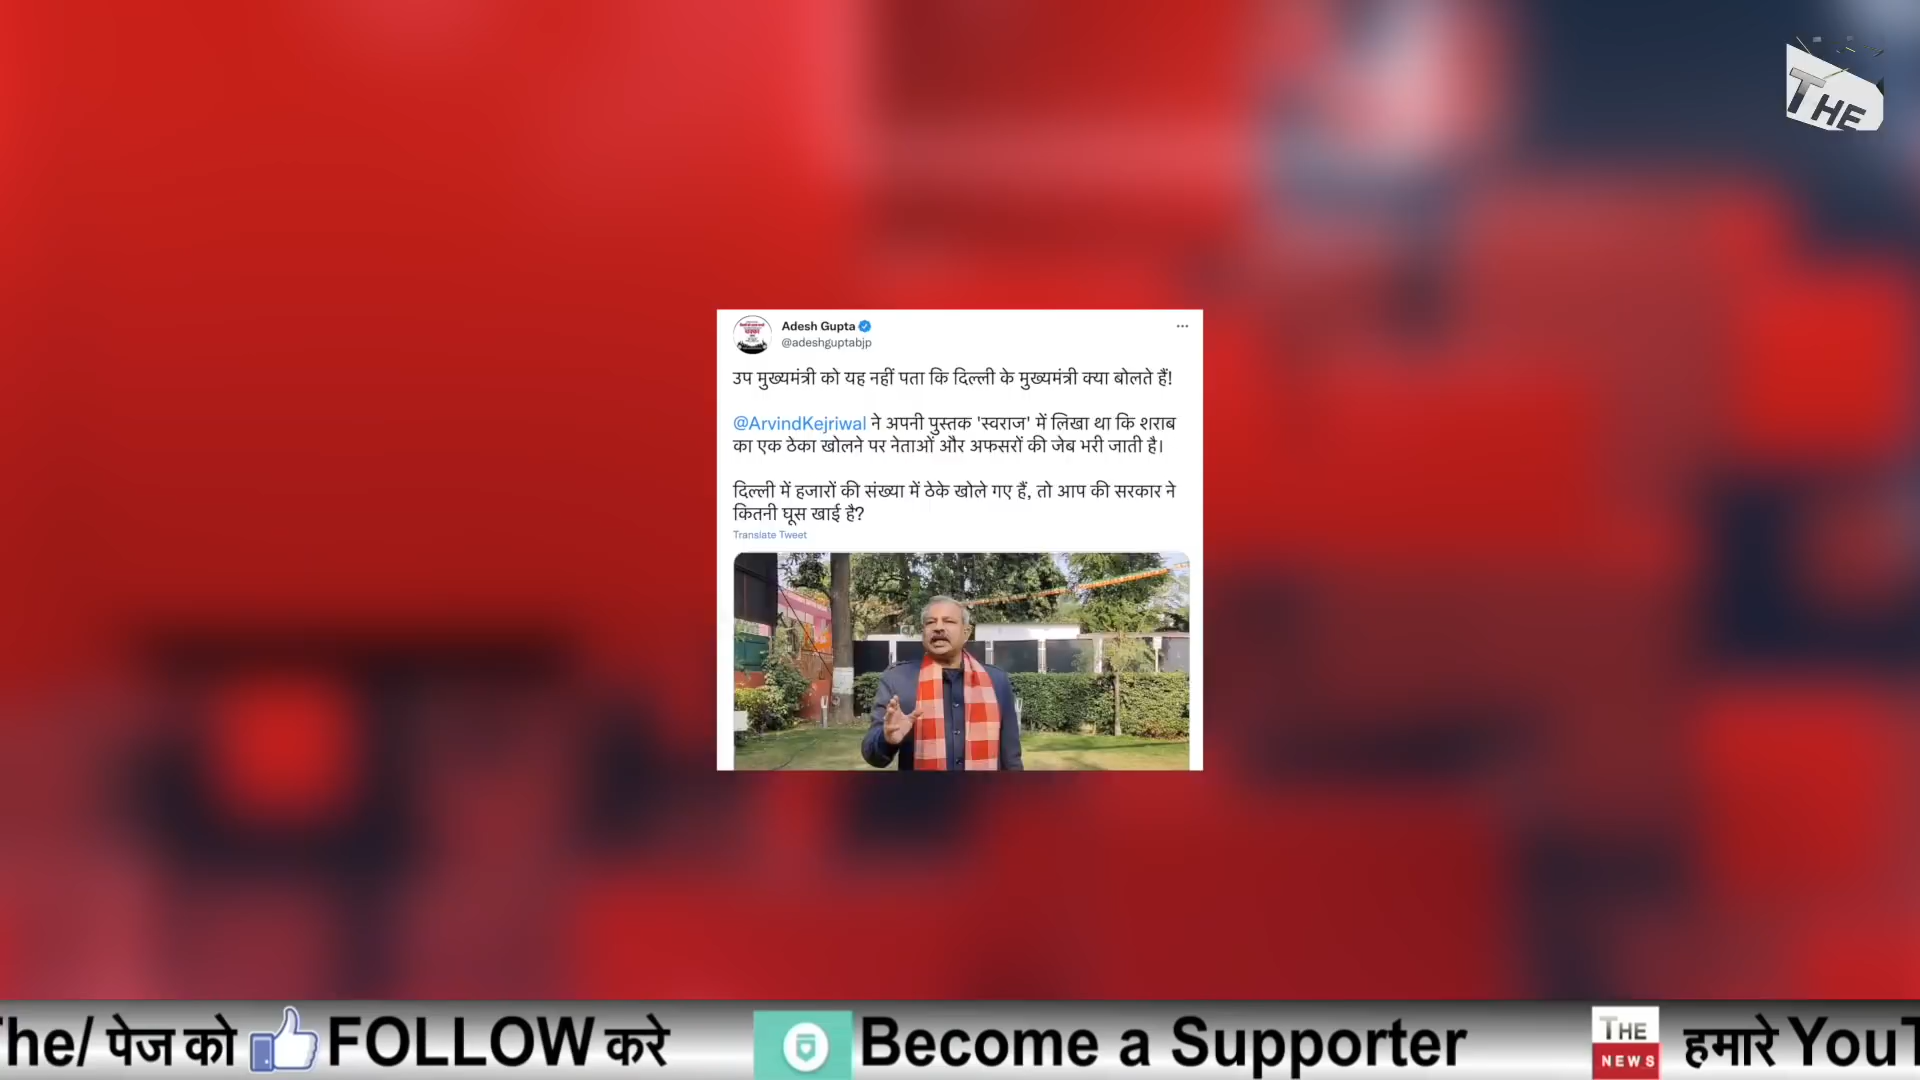 THE
Adesh Gupta
@adeshguptabjp
उप मुख्यमंत्री को यह नहीं पता कि दिल्ली के मुख्यमंत्री क्या बोलते हैं!
@ArvindKejriwal ने अपनी पुस्तक 'स्वराज' में लिखा था कि शराब
का एक ठेका खोलने पर नेताओं और अफसरों की जेब भरी जाती है।
दिल्ली में हजारों की संख्या में ठेके खोले गए हैं, तो आप की सरकार ने
कितनी घूस खाई है?
Translate Tweet
he/ पेज को FOLLOW करे Become a Supporter THE NEWS हमारे YouT